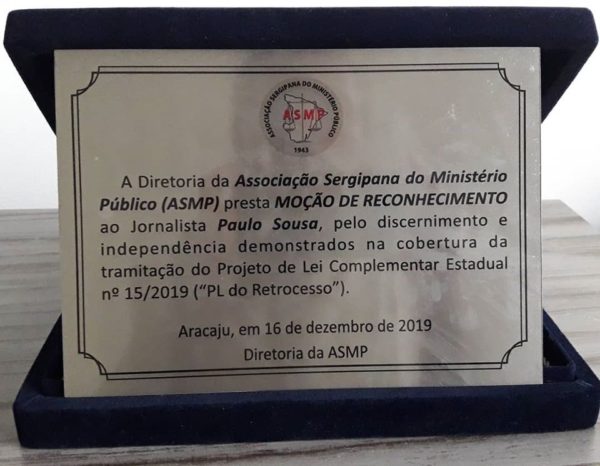 ASSOCIAÇÃO SERGIPANA DO MINISTÉRIO PÚBLICO
ASMP
1943
A Diretoria da Associação Sergipana do Ministério
Público (ASMP) presta MOÇÃO DE RECONHECIMENTO
ao Jornalista Paulo Sousa, pelo discernimento e
independência demonstrados na cobertura da
tramitação do Projeto de Lei Complementar Estadual
nº 15/2019 (“PL do Retrocesso”).
Aracaju, em 16 de dezembro de 2019
Diretoria da ASMP